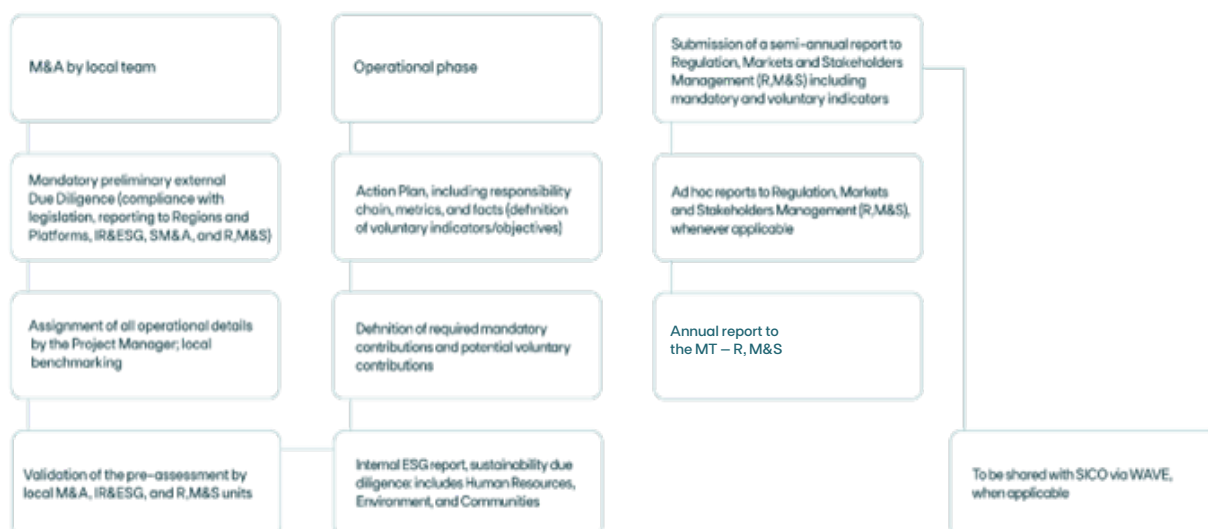 M&A by local team
Mandatory preliminary external
Due Diligence (compliance with
legislation, reporting to Regions and
Platforms, IR&ESG, SM&A, and R,M&S)
Assignment of all operational details
by the Project Manager; local
benchmarking
Validation of the pre-assessment by
local M&A, IR&ESG, and R,M&S units
Operational phase
Action Plan, including responsibility
chain, metrics, and facts (definition
of voluntary indicators/objectives)
Definition of required mandatory
contributions and potential voluntary
contributions
Internal ESG report, sustainability due
diligence: includes Human Resources,
Environment, and Communities
Submission of a semi-annual report to
Regulation, Markets and Stakeholders
Management (R,M&S) including
mandatory and voluntary indicators
Ad hoc reports to Regulation, Markets
and Stakeholders Management (R,M&S),
whenever applicable
Annual report to
the MT – R, M&S
To be shared with SICO via WAVE,
when applicable